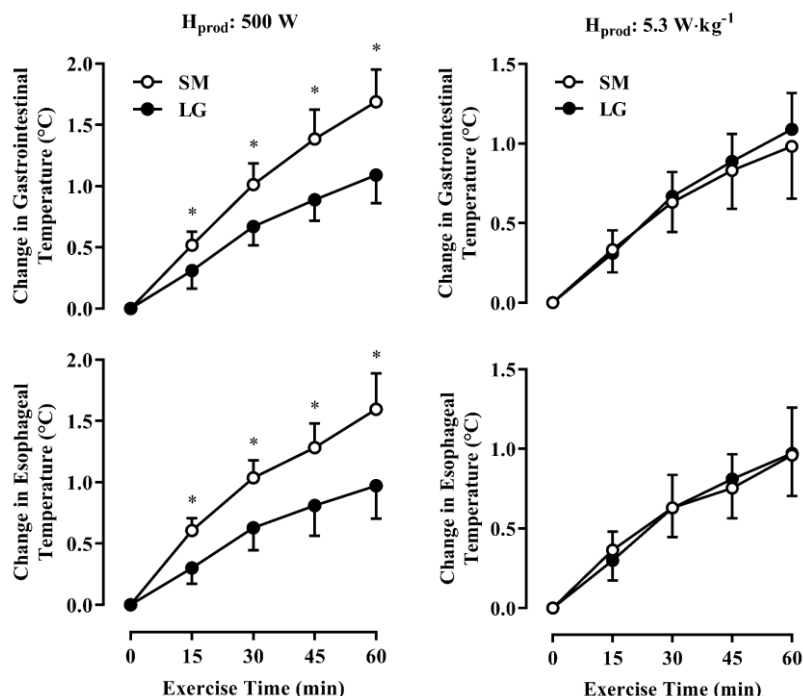 H_prod: 500 W
H_prod: 5.3 W·kg⁻¹
*
*
*
*
2.0
1.5
1.0
0.5
0.0
SM
LG
Change in Gastrointestinal
Temperature (°C)
1.5
1.0
0.5
0.0
SM
LG
Change in Gastrointestinal
Temperature (°C)
*
*
*
*
2.0
1.5
1.0
0.5
0.0
Change in Esophageal
Temperature (°C)
0 15 30 45 60
Exercise Time (min)
1.5
1.0
0.5
0.0
Change in Esophageal
Temperature (°C)
0 15 30 45 60
Exercise Time (min)